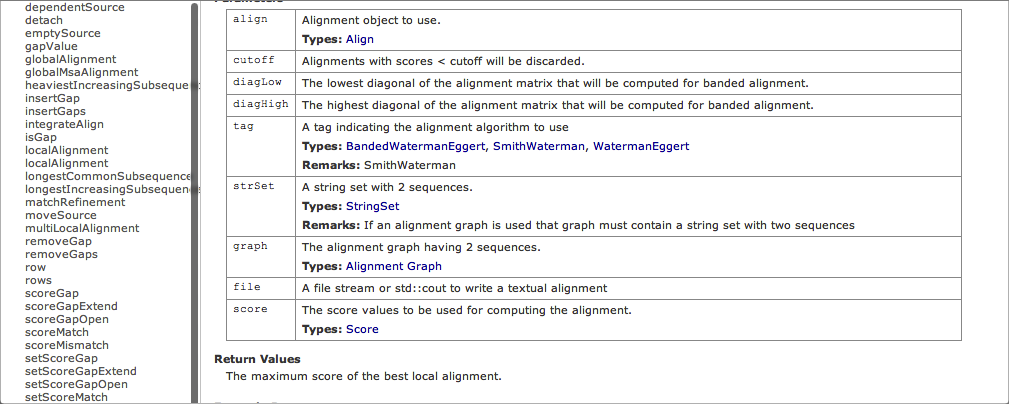 dependentSource
detach
emptySource
gapValue
globalAlignment
globalMsaAlignment
heaviestIncreasingSubseque
insertGap
insertGaps
integrateAlign
isGap
localAlignment
localAlignment
longestCommonSubsequence
longestIncreasingSubsequen
matchRefinement
moveSource
multiLocalAlignment
removeGap
removeGaps
row
rows
scoreGap
scoreGapExtend
scoreGapOpen
scoreMatch
scoreMismatch
setScoreGap
setScoreGapExtend
setScoreGapOpen
setScoreMatch
align Alignment object to use.
Types: Align
cutoff Alignments with scores < cutoff will be discarded.
diagLow The lowest diagonal of the alignment matrix that will be computed for banded alignment.
diagHigh The highest diagonal of the alignment matrix that will be computed for banded alignment.
tag A tag indicating the alignment algorithm to use
Types: BandedWatermanEggert, SmithWaterman, WatermanEggert
Remarks: SmithWaterman
strSet A string set with 2 sequences.
Types: StringSet
Remarks: If an alignment graph is used that graph must contain a string set with two sequences
graph The alignment graph having 2 sequences.
Types: Alignment Graph
file A file stream or std::cout to write a textual alignment
score The score values to be used for computing the alignment.
Types: Score
Return Values
The maximum score of the best local alignment.